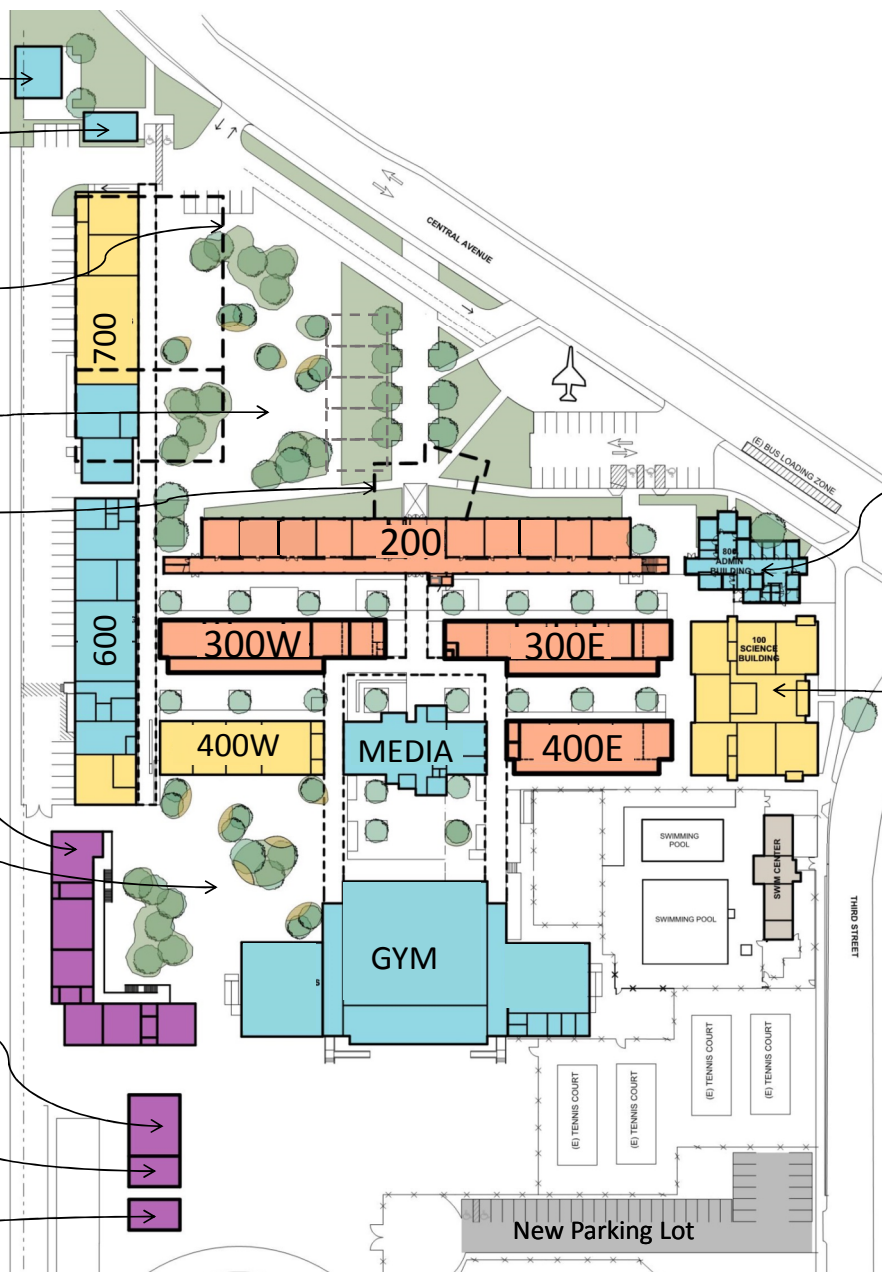 CENTRAL AVENUE
700
(E) BUS LOADING ZONE
200
800
ADMIN
BUILDING
600
300W
300E
100
SCIENCE
BUILDING
400W
MEDIA
400E
SWIMMING
POOL
SWIM CENTER
SWIMMING POOL
THIRD STREET
GYM
(E) TENNIS COURT
(E) TENNIS COURT
(E) TENNIS COURT
(E) TENNIS COURT
New Parking Lot